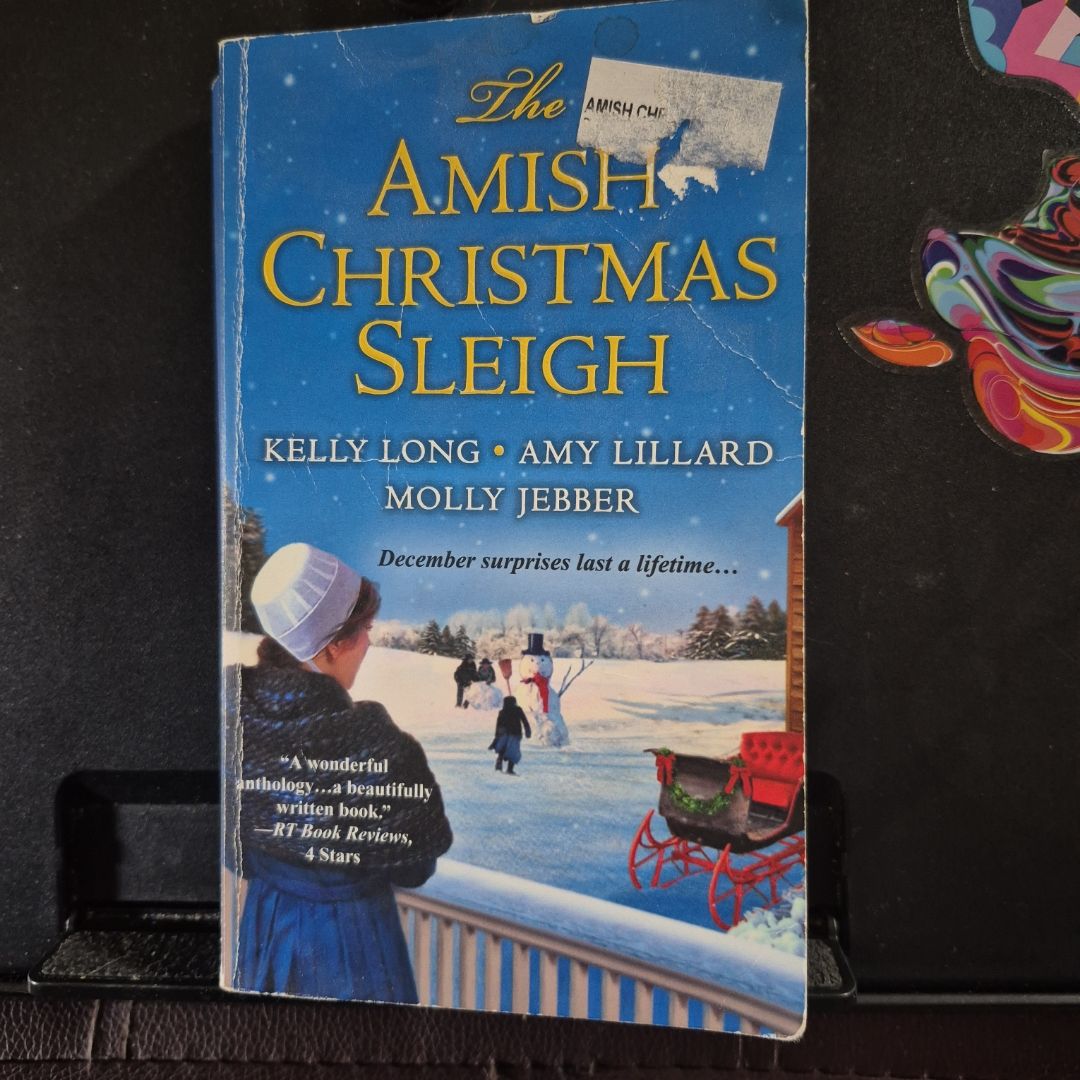 The
AMISH CHR
AMISH
CHRISTMAS
SLEIGH
KELLY LONG • AMY LILLARD
MOLLY JEBBER
December surprises last a lifetime...
“A wonderful
anthology...a beautifully
written book.”
—RT Book Reviews,
4 Stars